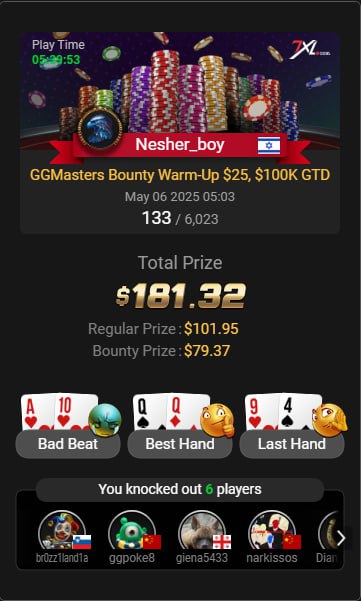 Play Time
05:39:53
7XL
Nesher_boy
GGMasters Bounty Warm-Up $25, $100K GTD
May 06 2025 05:03
133 / 6,023
Total Prize
$181.32
Regular Prize : $101.95
Bounty Prize : $79.37
A 10 Q Q 9 4
Bad Beat Best Hand Last Hand
You knocked out 6 players
br0zz1land1a ggpoke8 giena5433 narkissos Dian